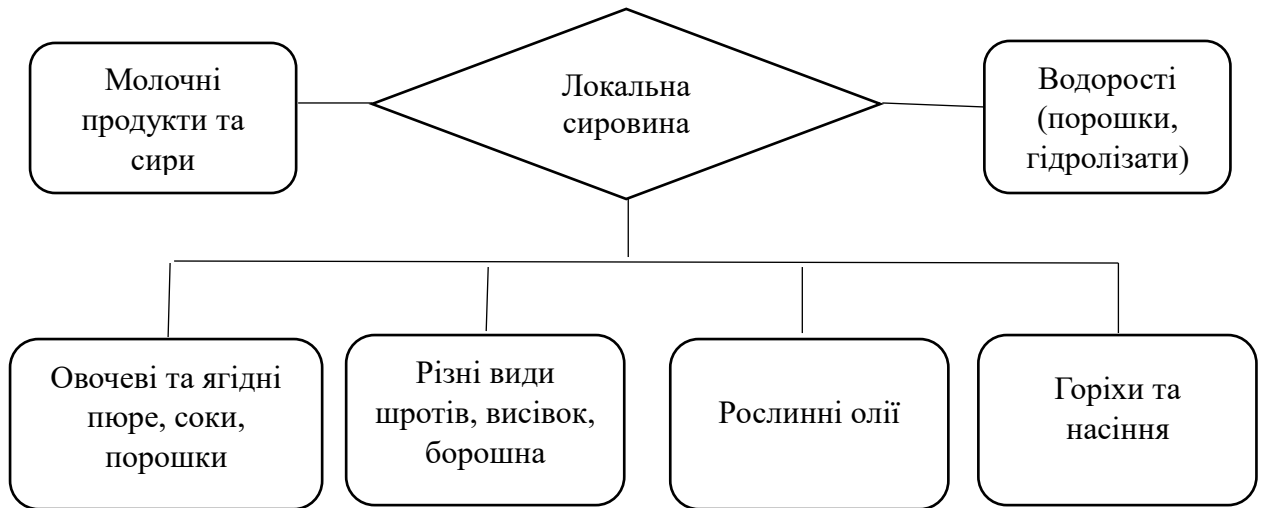 Молочні
продукти та
сири
Локальна
сировина
Водорості
(порошки,
гідролізати)
Овочеві та ягідні
пюре, соки,
порошки
Різні види
шротів, висівок,
борошна
Рослинні олії
Горіхи та
насіння